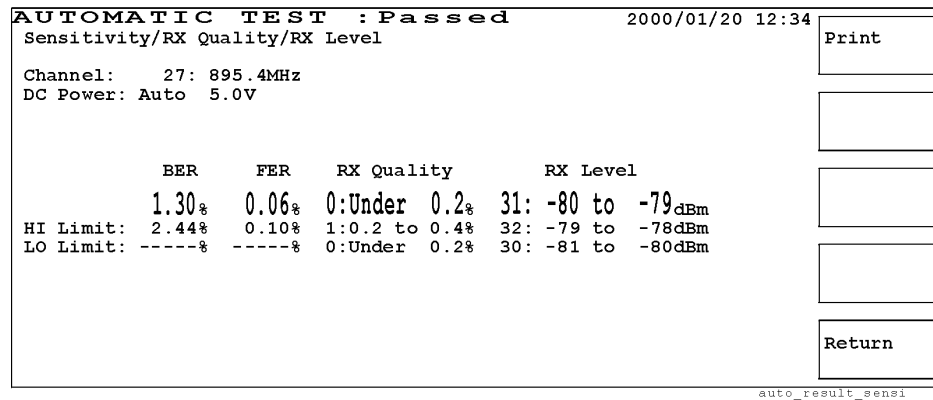 AUTOMATIC TEST :Passed 2000/01/20 12:34
Sensitivity/RX Quality/RX Level
Print
Channel: 27: 895.4MHz
DC Power: Auto 5.0V
BER FER RX Quality RX Level
1.30% 0.06% 0:Under 0.2% 31: -80 to -79dBm
HI Limit: 2.44% 0.10% 1:0.2 to 0.4% 32: -79 to -78dBm
LO Limit: -----% -----% 0:Under 0.2% 30: -81 to -80dBm
Return
auto_result_sensi